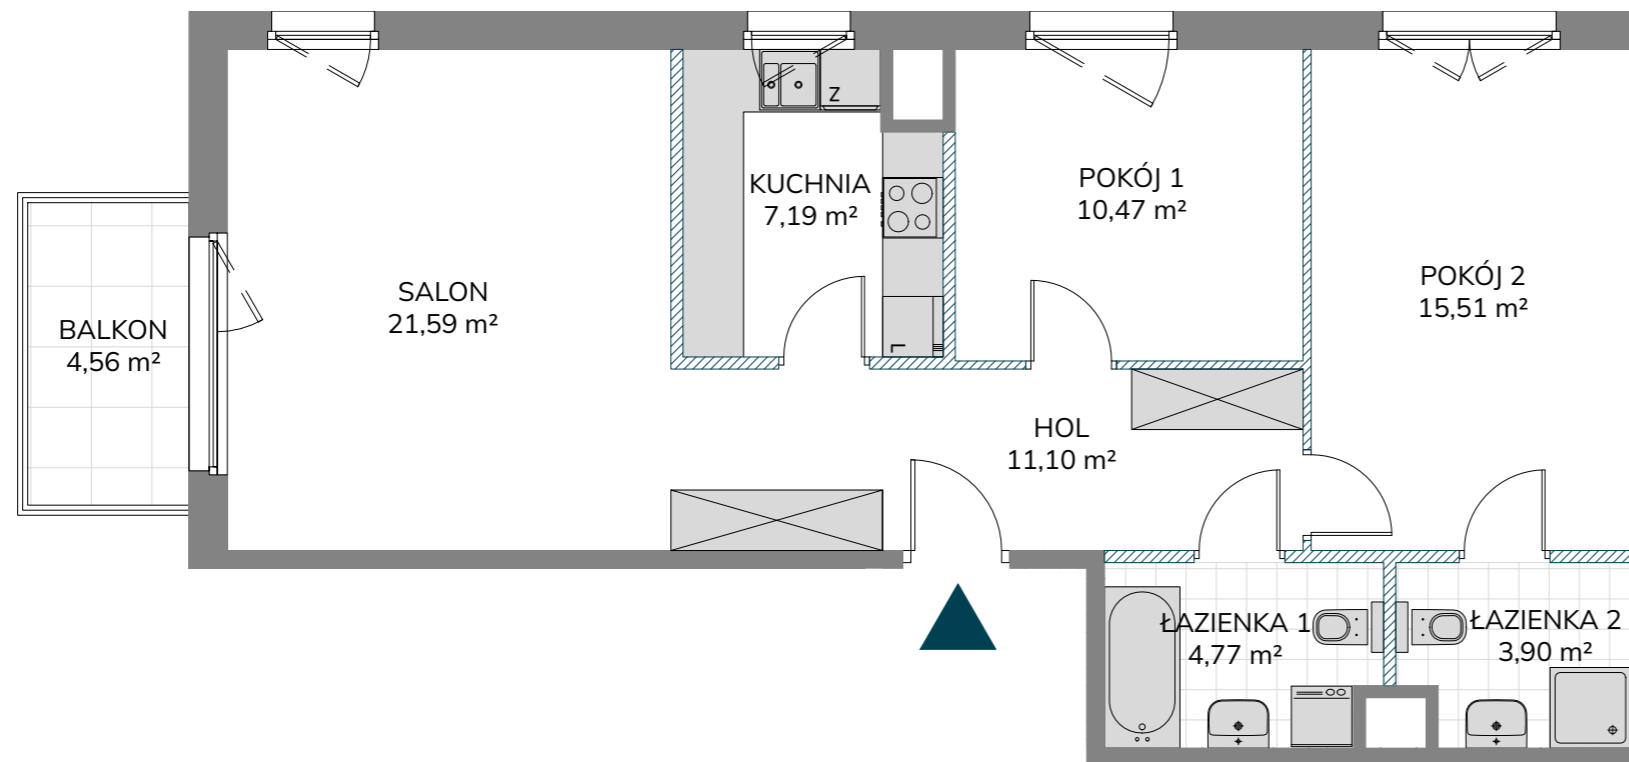 Z
KUCHNIA
7,19 m²
POKÓJ 1
10,47 m²
POKÓJ 2
15,51 m²
SALON
21,59 m²
BALKON
4,56 m²
L
HOL
11,10 m²
ŁAZIENKA 1
4,77 m²
ŁAZIENKA 2
3,90 m²